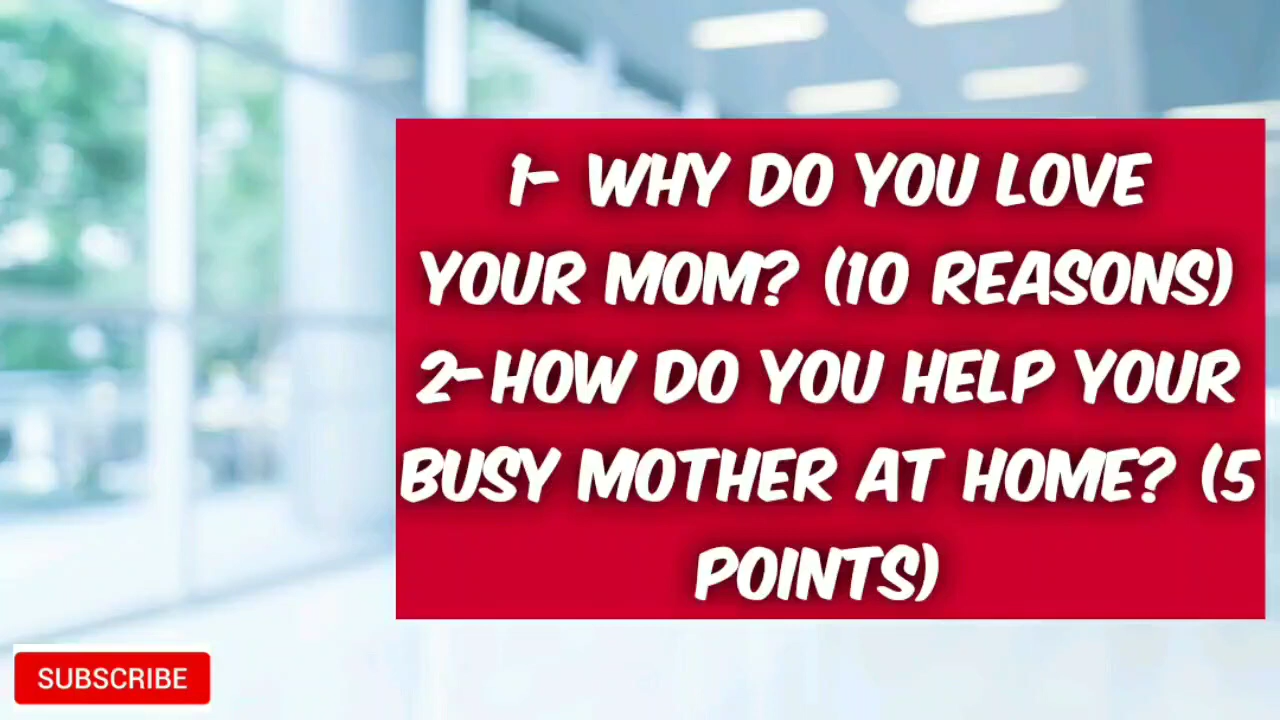 1- WHY DO YOU LOVE
YOUR MOM? (10 REASONS)
2-HOW DO YOU HELP YOUR
BUSY MOTHER AT HOME? (5
POINTS)
SUBSCRIBE